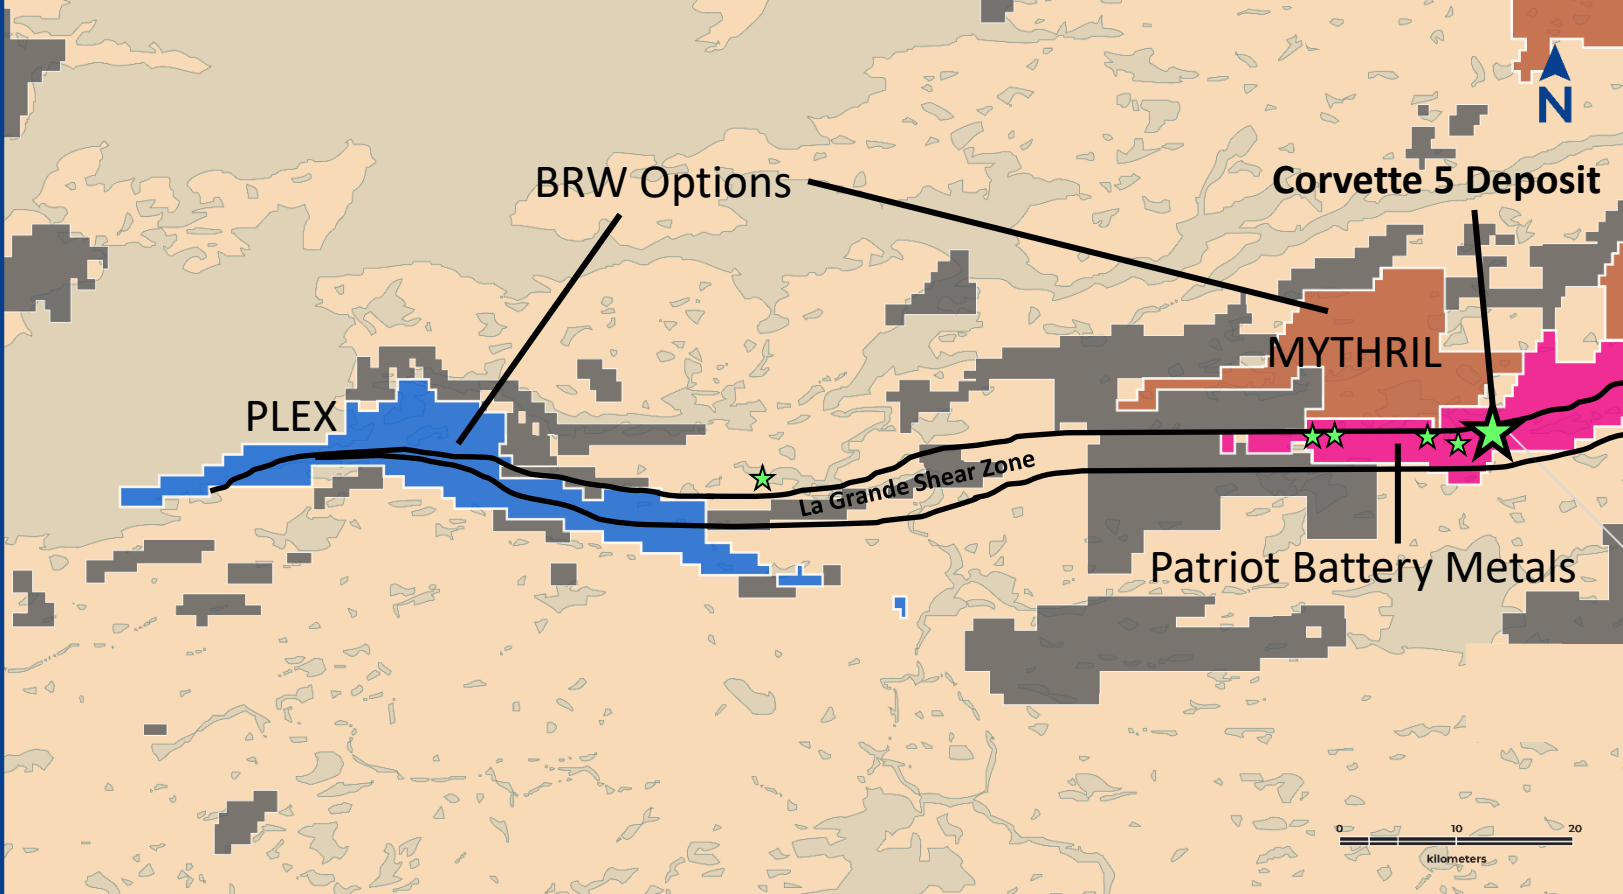 N
BRW Options
Corvette 5 Deposit
MYTHRIL
PLEX
La Grande Shear Zone
Patriot Battery Metals
0 10 20
kilometers